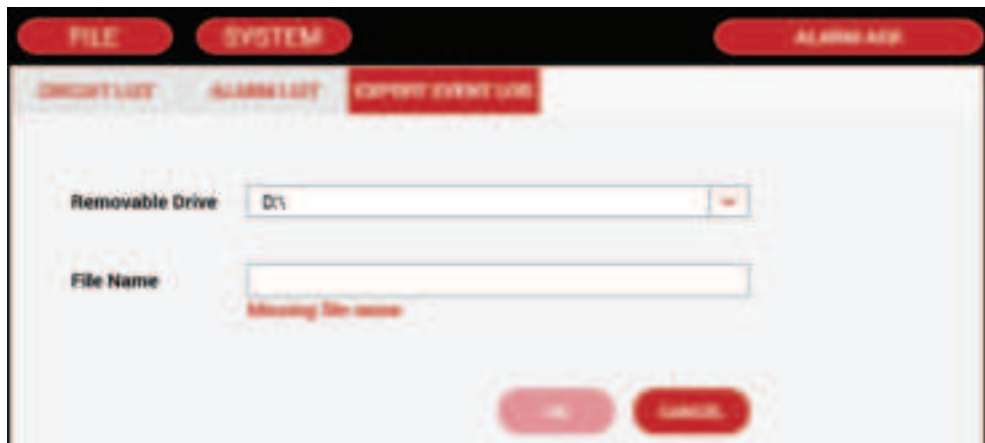 FILE SYSTEM ALARM ACK
CIRCUIT LIST ALARM LIST EXPORT EVENT LOG
Removable Drive D:\
File Name
Missing file name
OK CANCEL